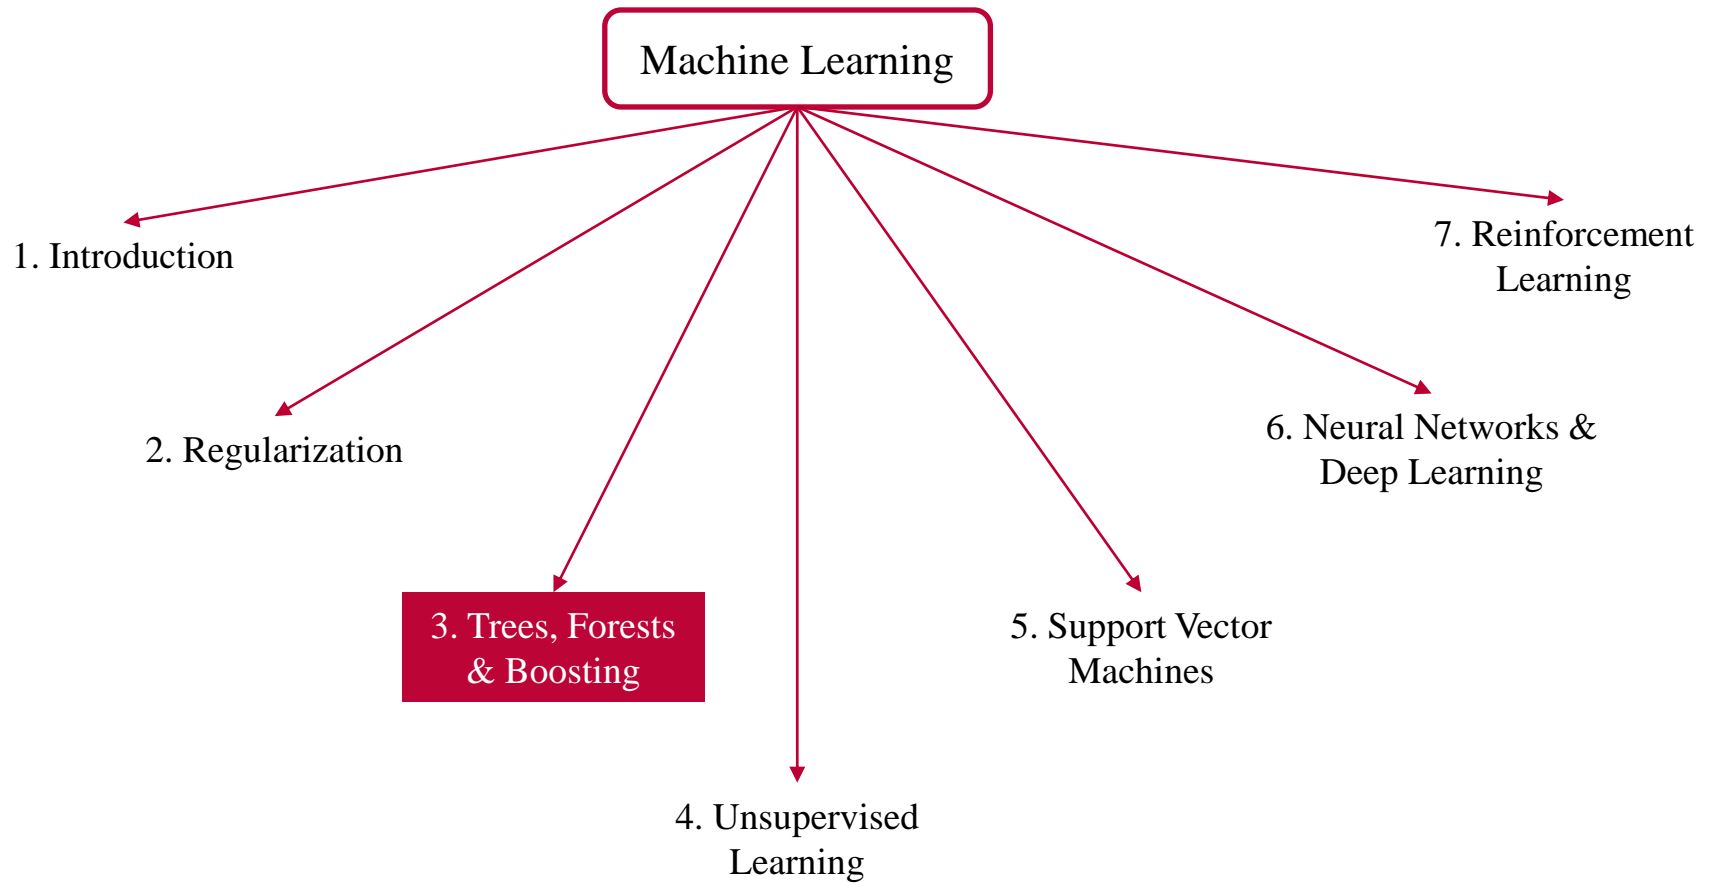 Machine Learning
1. Introduction
2. Regularization
3. Trees, Forests
& Boosting
4. Unsupervised
Learning
5. Support Vector
Machines
6. Neural Networks &
Deep Learning
7. Reinforcement
Learning